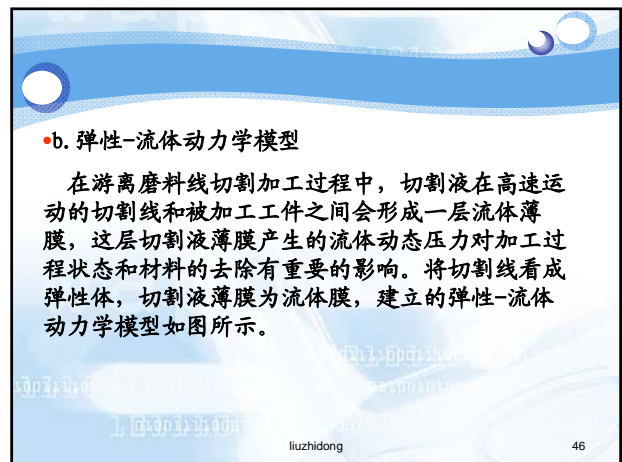 •b. 弹性-流体动力学模型
在游离磨料线切割加工过程中，切割液在高速运
动的切割线和被加工工件之间会形成一层流体薄
膜，这层切割液薄膜产生的流体动态压力对加工过
程状态和材料的去除有重要的影响。将切割线看成
弹性体，切割液薄膜为流体膜，建立的弹性-流体
动力学模型如图所示。
liuzhidong
46